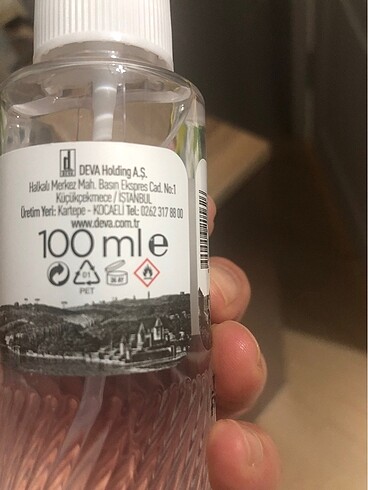 DEVA Holding A.Ş.
Halkalı Merkez Mah. Basın Ekspres Cad. No:1
Küçükçekmece / İSTANBUL
Üretim Yeri: Kartepe - KOCAELİ Tel: 0262 317 88 00
www.deva.com.tr
100 ml e
01
PET